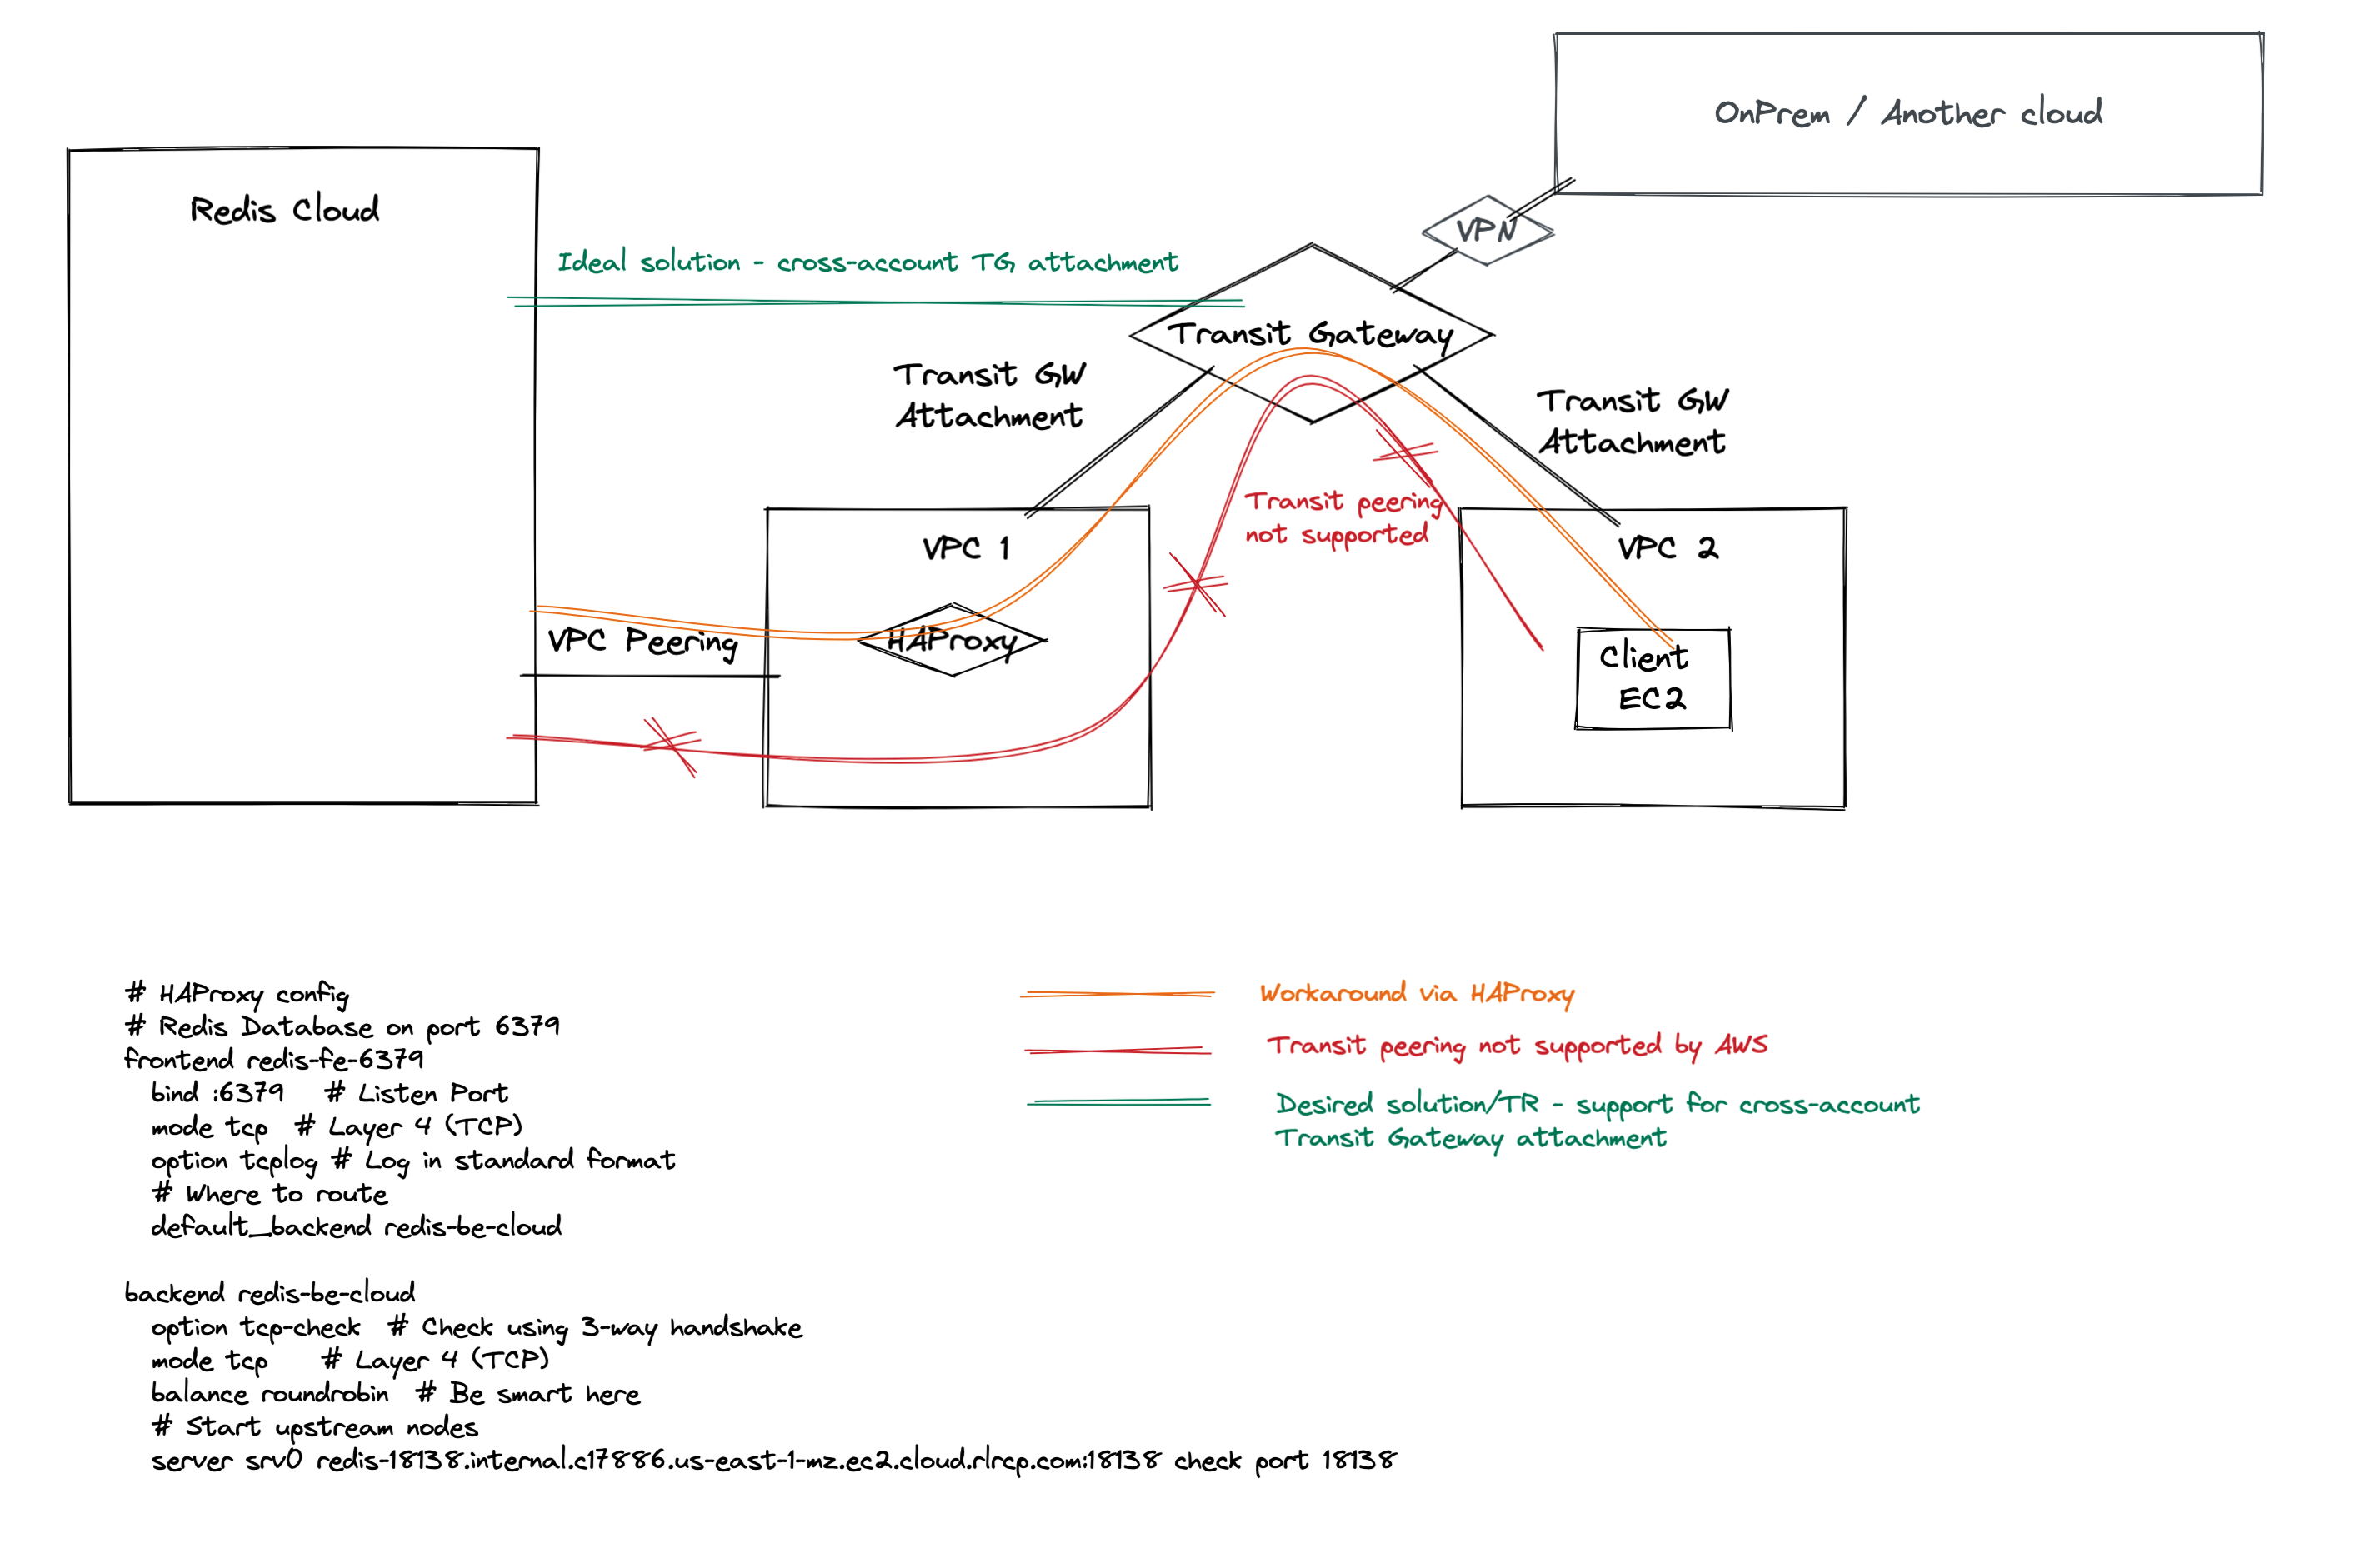 OnPrem / Another cloud
Redis Cloud
VPN
Ideal solution - cross-account TG attachment
Transit Gateway
Transit GW
Attachment
Transit GW
Attachment
Transit peering
not supported
VPC 1
VPC 2
VPC Peering
HAProxy
Client
EC2
# HAProxy config
# Redis Database on port 6379
frontend redis-fe-6379
bind :6379 # Listen Port
mode tcp # Layer 4 (TCP)
option tcplog # Log in standard format
# Where to route
default_backend redis-be-cloud
backend redis-be-cloud
option tcp-check # Check using 3-way handshake
mode tcp # Layer 4 (TCP)
balance roundrobin # Be smart here
# Start upstream nodes
server srv0 redis-18138.internal.c17886.us-east-1-mz.ec2.cloud.rlrcp.com:18138 check port 18138
Workaround via HAProxy
Transit peering not supported by AWS
Desired solution/TR - support for cross-account
Transit Gateway attachment